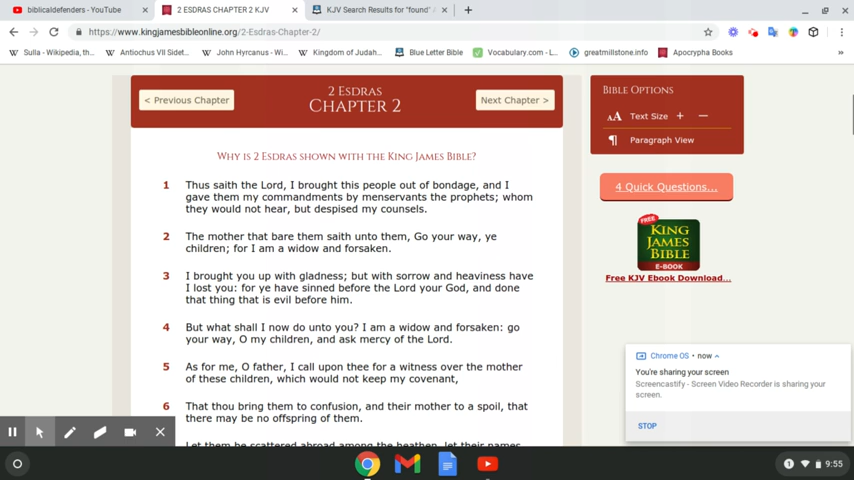 biblicaldefenders - YouTube
2 ESDRAS CHAPTER 2 KJV
KJV Search Results for "found"
https://www.kingjamesbibleonline.org/2-Esdras-Chapter-2/
Sulla - Wikipedia, th...
Antiochus VII Sidet...
John Hyrcanus - Wi...
Kingdom of Judah...
Blue Letter Bible
Vocabulary.com - L...
greatmillstone.info
Apocrypha Books
»
< Previous Chapter
2 ESDRAS
CHAPTER 2
Next Chapter >
WHY IS 2 ESDRAS SHOWN WITH THE KING JAMES BIBLE?
1 Thus saith the Lord, I brought this people out of bondage, and I
gave them my commandments by menservants the prophets; whom
they would not hear, but despised my counsels.
2 The mother that bare them saith unto them, Go your way, ye
children; for I am a widow and forsaken.
3 I brought you up with gladness; but with sorrow and heaviness have
I lost you: for ye have sinned before the Lord your God, and done
that thing that is evil before him.
4 But what shall I now do unto you? I am a widow and forsaken: go
your way, O my children, and ask mercy of the Lord.
5 As for me, O father, I call upon thee for a witness over the mother
of these children, which would not keep my covenant,
6 That thou bring them to confusion, and their mother to a spoil, that
there may be no offspring of them.
Let them be scattered abroad among the heathen, let their names
BIBLE OPTIONS
AA Text Size + —
¶ Paragraph View
4 Quick Questions...
FREE
KING
JAMES
BIBLE
E-BOOK
Free KJV Ebook Download...
Chrome OS • now
You're sharing your screen
Screencastify - Screen Video Recorder is sharing your
screen.
STOP
1
9:55